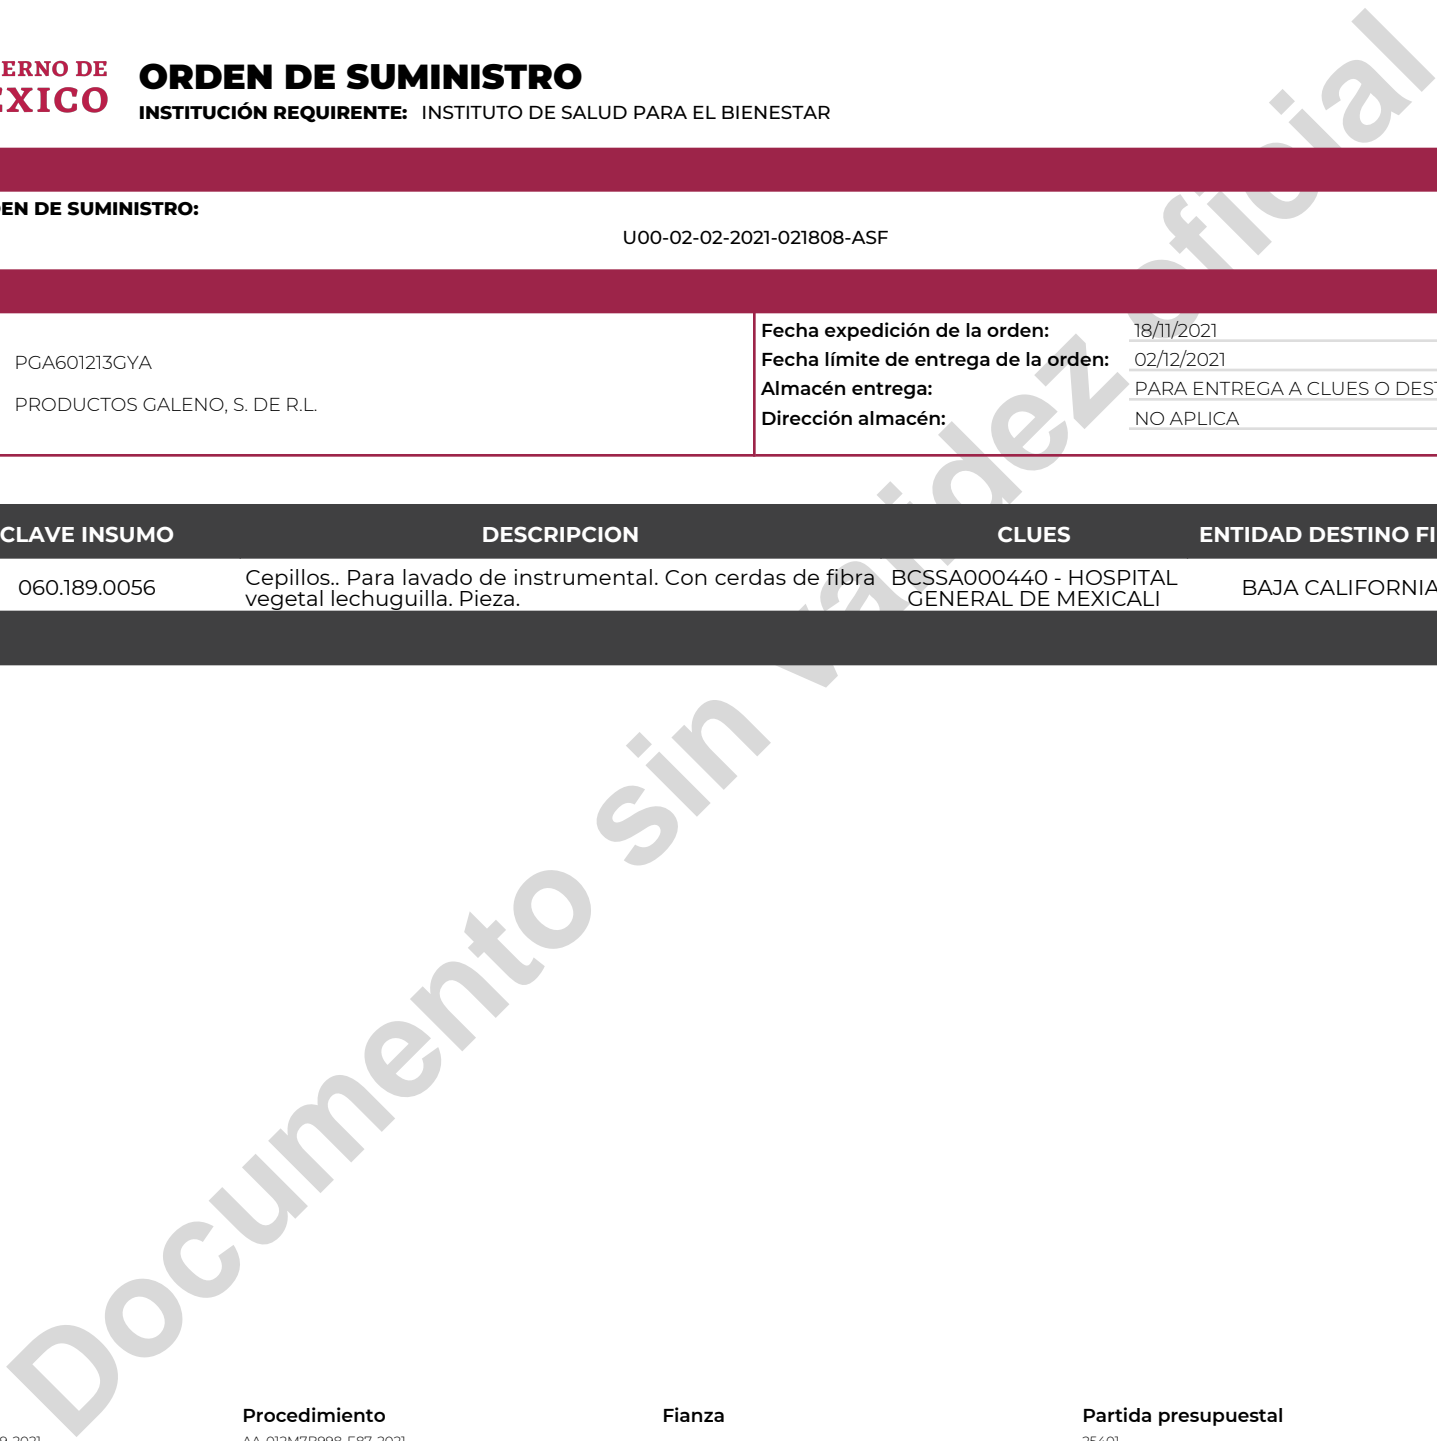 ERNO DE
ORDEN DE SUMINISTRO
XICO
INSTITUCIÓN REQUIRENTE: INSTITUTO DE SALUD PARA EL BIENESTAR
EN DE SUMINISTRO:
U00-02-02-2021-021808-ASF
PGA601213GYA
PRODUCTOS GALENO, S. DE R.L.
Fecha expedición de la orden: 18/11/2021
Fecha límite de entrega de la orden: 02/12/2021
Almacén entrega: PARA ENTREGA A CLUES O DEST
Dirección almacén: NO APLICA
CLAVE INSUMO DESCRIPCION CLUES ENTIDAD DESTINO FI
060.189.0056 Cepillos.. Para lavado de instrumental. Con cerdas de fibra BCSSA000440 - HOSPITAL BAJA CALIFORNIA
vegetal lechuguilla. Pieza. GENERAL DE MEXICALI
Documento sin validez oficial
Procedimiento Fianza Partida presupuestal